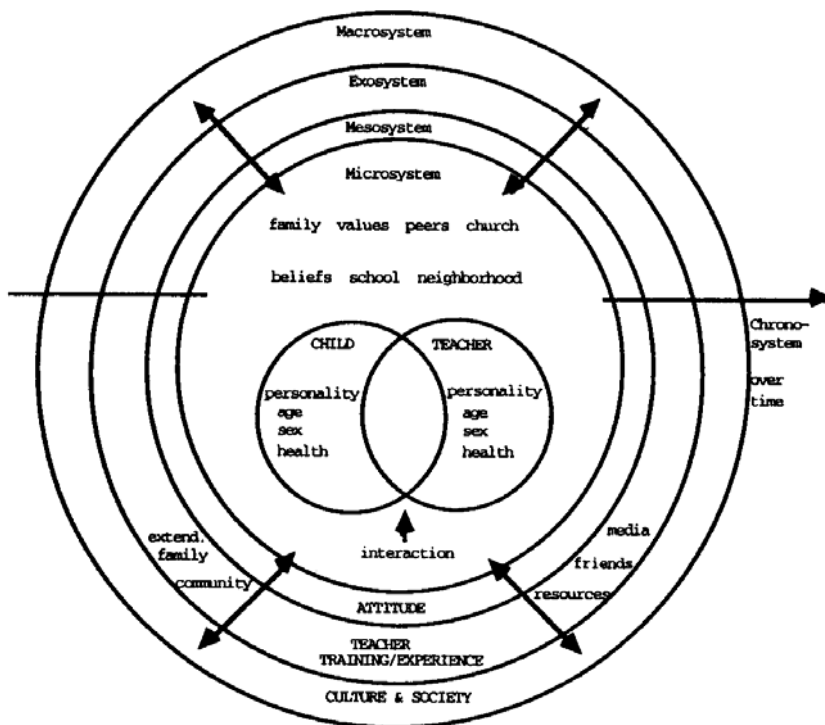 Macrosystem
Exosystem
Mesosystem
Microsystem
family values peers church
beliefs school neighborhood
Chrono-
system
over
time
CHILD
personality
age
sex
health
TEACHER
personality
age
sex
health
interaction
extend.
family
community
media
friends
resources
ATTITUDE
TEACHER
TRAINING/EXPERIENCE
CULTURE & SOCIETY